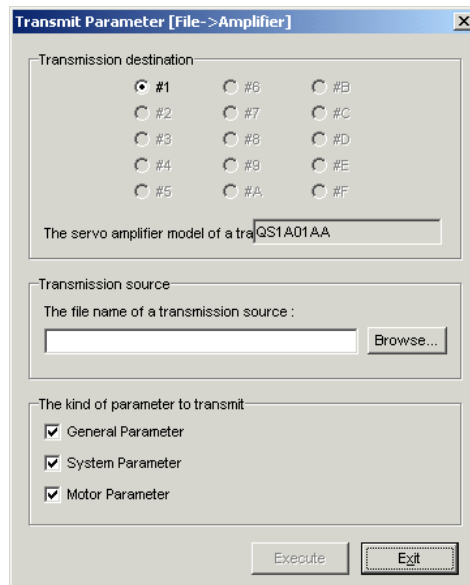 Transmit Parameter [File->Amplifier]
Transmission destination
#1 #6 #B
#2 #7 #C
#3 #8 #D
#4 #9 #E
#5 #A #F
The servo amplifier model of a tra QS1A01AA
Transmission source
The file name of a transmission source :
Browse...
The kind of parameter to transmit
General Parameter
System Parameter
Motor Parameter
Execute Exit